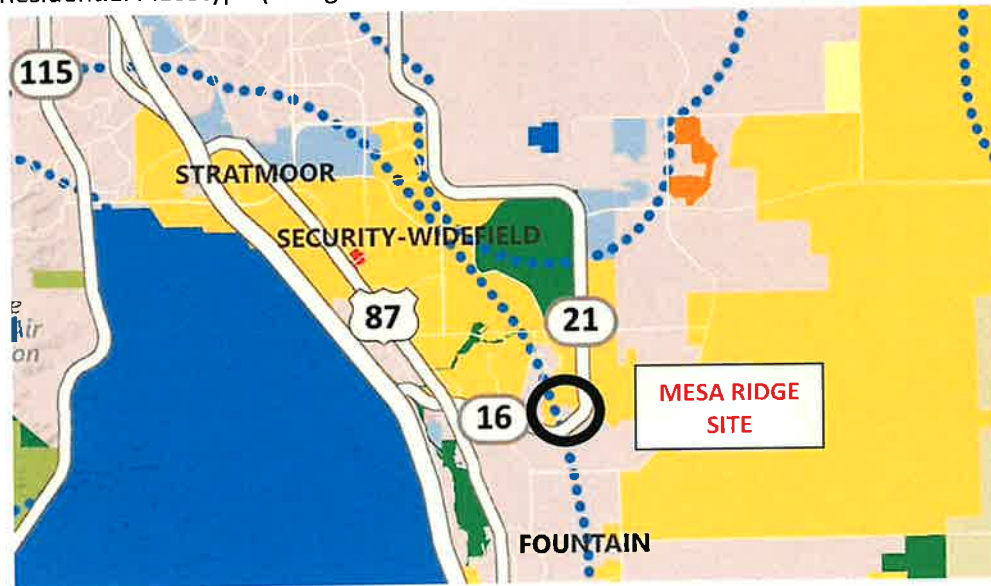 115
STRATMOOR
SECURITY-WIDEFIELD
87
21
MESA RIDGE
SITE
16
FOUNTAIN